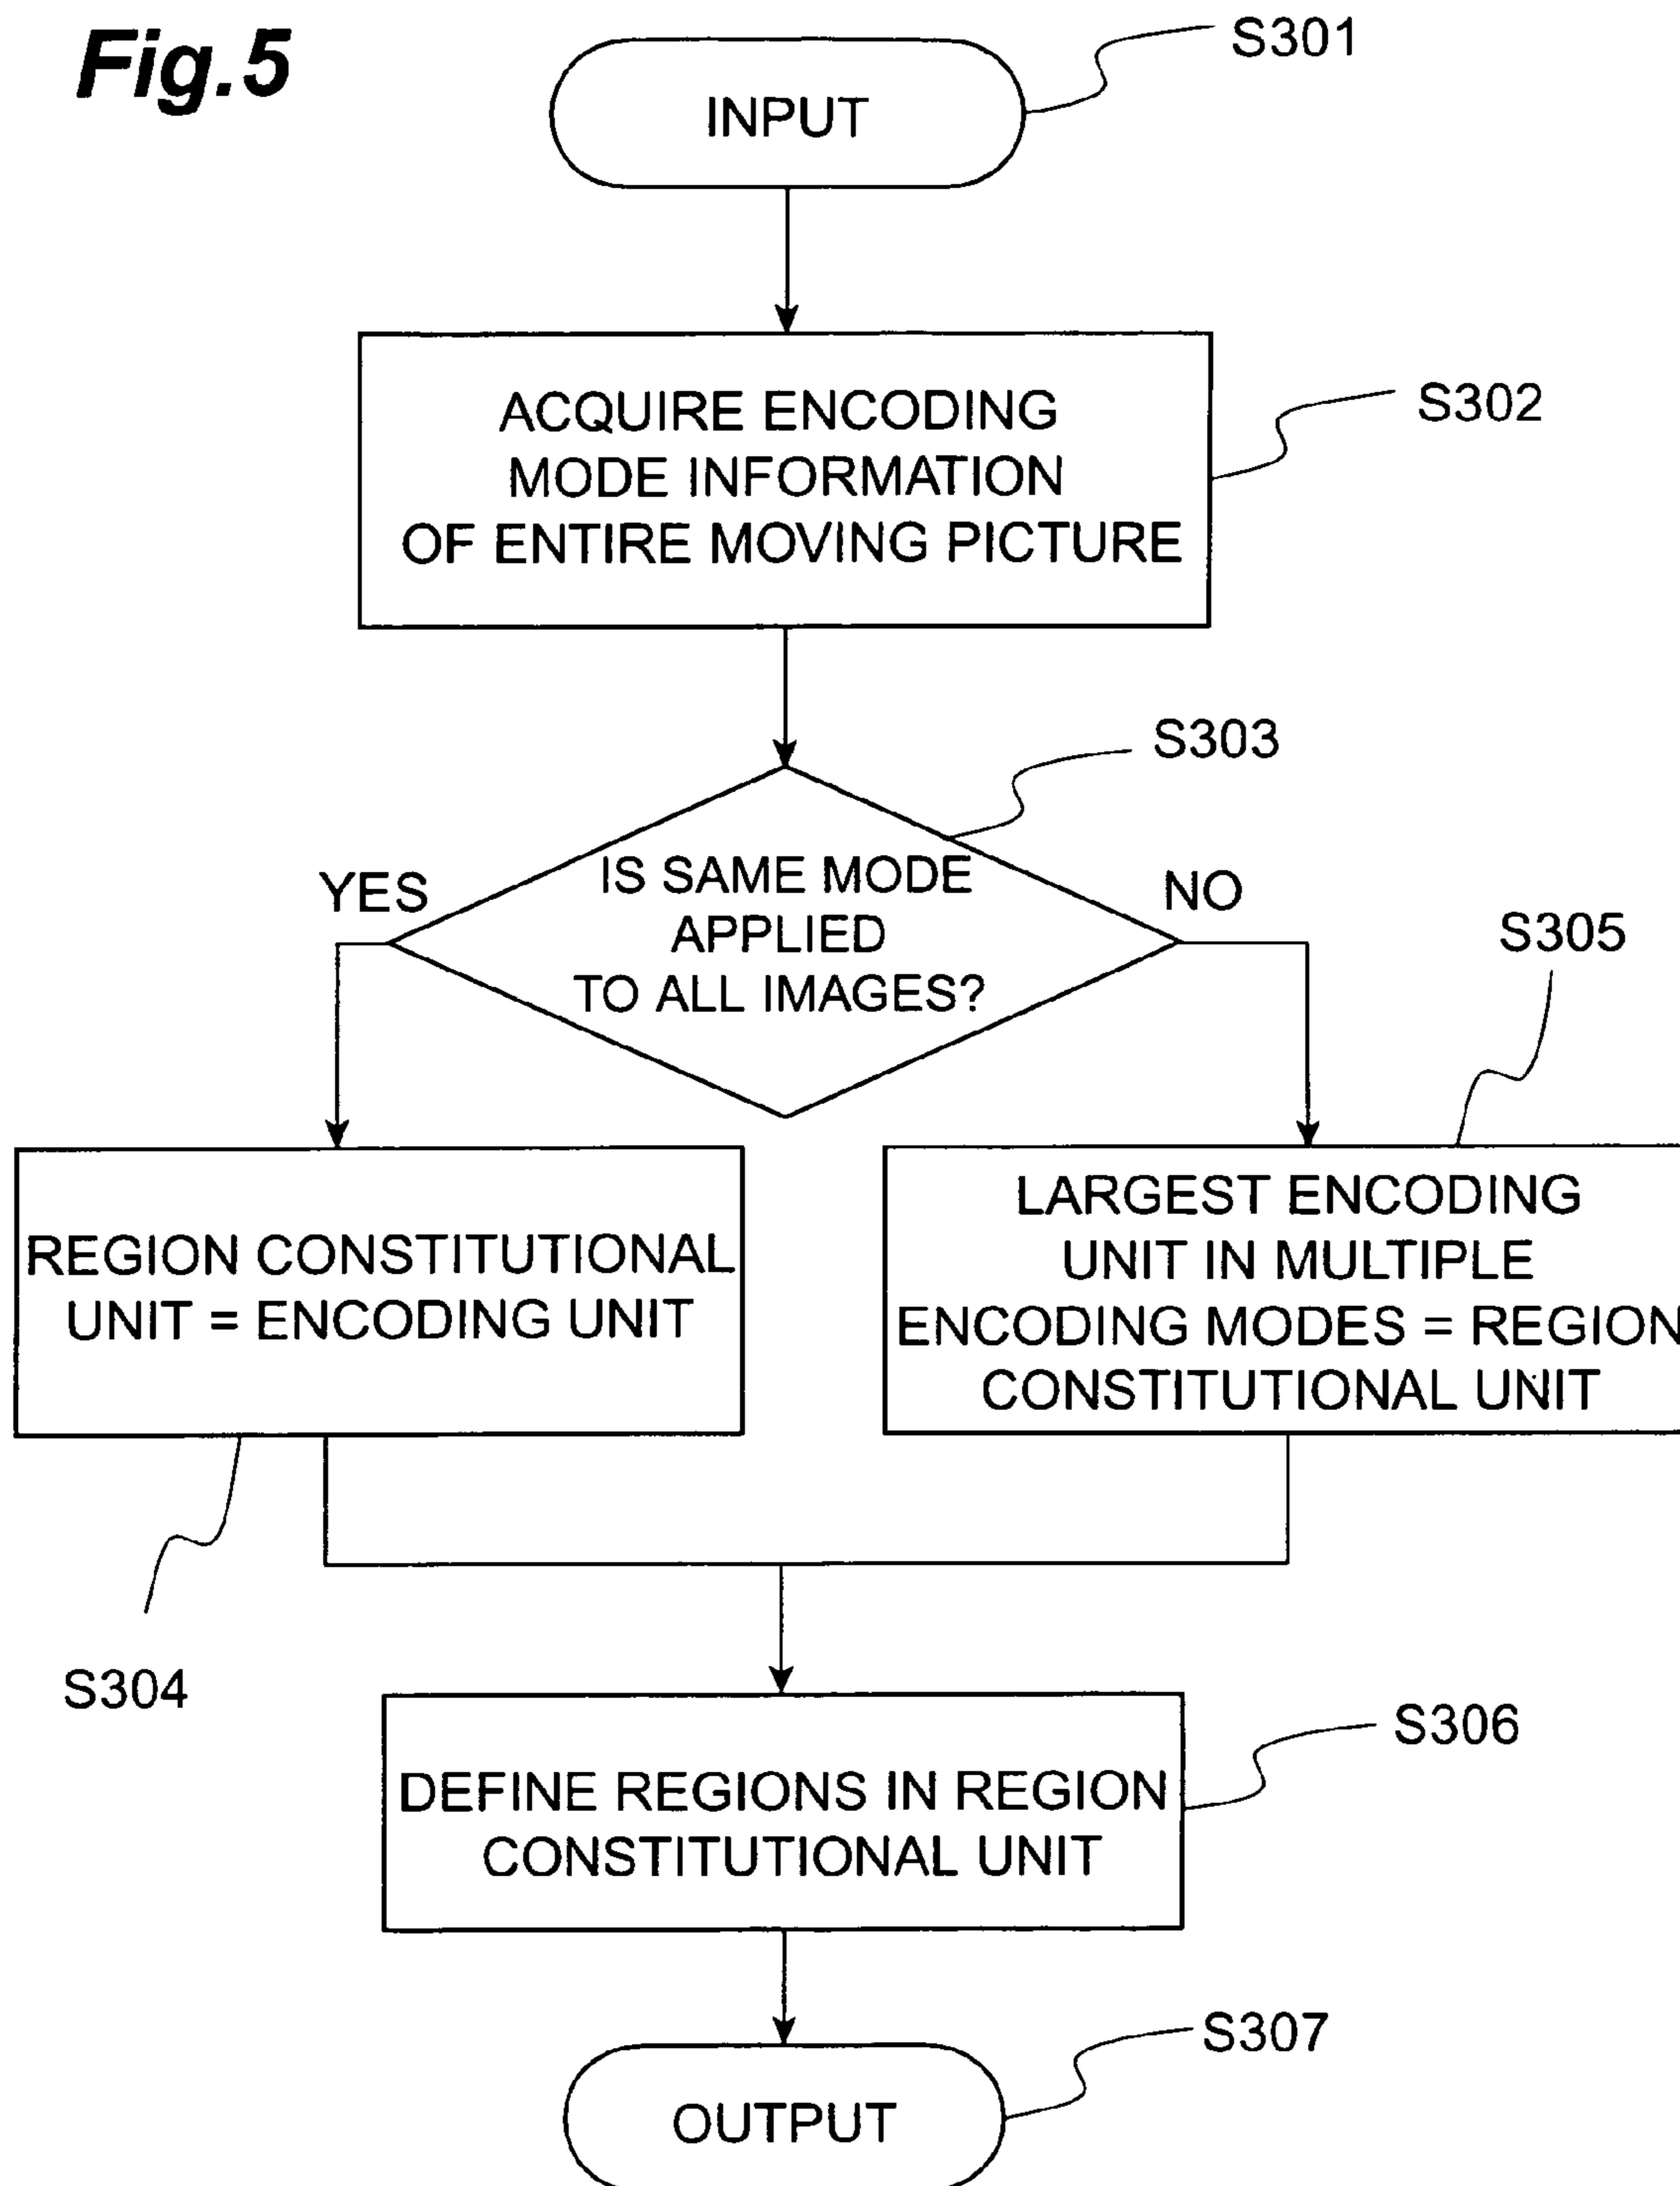 Fig.5
S301
INPUT
ACQUIRE ENCODING
MODE INFORMATION
OF ENTIRE MOVING PICTURE
S302
S303
IS SAME MODE
APPLIED
TO ALL IMAGES?
YES
NO
S305
REGION CONSTITUTIONAL
UNIT = ENCODING UNIT
LARGEST ENCODING
UNIT IN MULTIPLE
ENCODING MODES = REGION
CONSTITUTIONAL UNIT
S304
S306
DEFINE REGIONS IN REGION
CONSTITUTIONAL UNIT
S307
OUTPUT